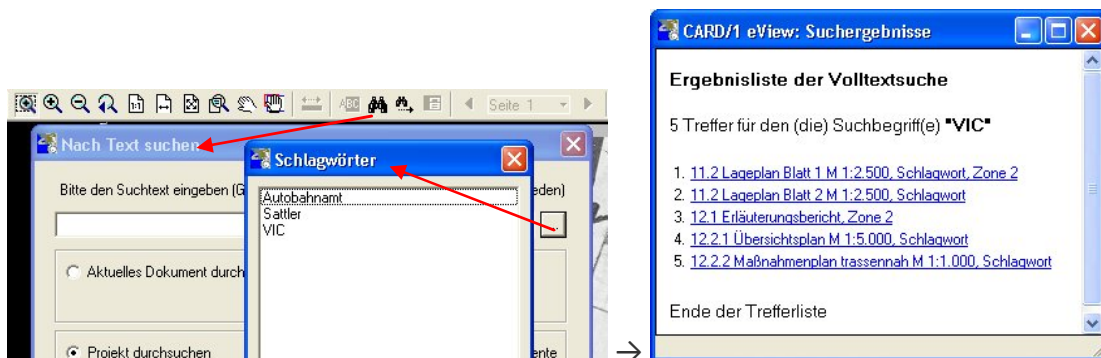 1:1
ABC
Seite 1
Nach Text suchen
Bitte den Suchtext eingeben (G
eden)
...
Aktuelles Dokument durch
Projekt durchsuchen
ente
Schlagwörter
Autobahnamt
Sattler
VIC
→
CARD/1 eView: Suchergebnisse
Ergebnisliste der Volltextsuche
5 Treffer für den (die) Suchbegriff(e) "VIC"
1. 11.2 Lageplan Blatt 1 M 1:2.500, Schlagwort, Zone 2
2. 11.2 Lageplan Blatt 2 M 1:2.500, Schlagwort
3. 12.1 Erläuterungsbericht, Zone 2
4. 12.2.1 Übersichtsplan M 1:5.000, Schlagwort
5. 12.2.2 Maßnahmenplan trassennah M 1:1.000, Schlagwort
Ende der Trefferliste